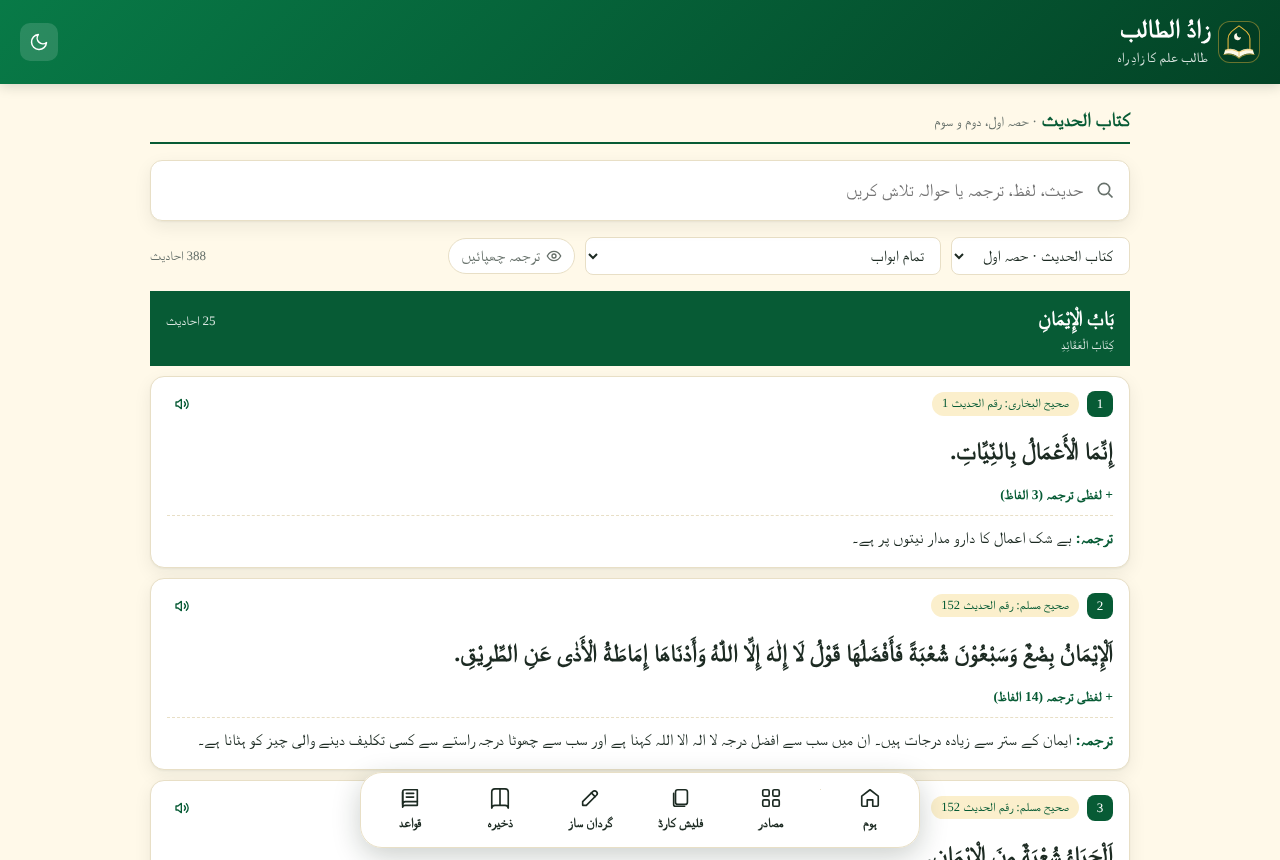 زادُ الطالب
طالب علم کا زادِ راہ
کتاب الحدیث · حصہ اول، دوم و سوم
حدیث، لفظ، ترجمہ یا حوالہ تلاش کریں
کتاب الحدیث · حصہ اول
تمام ابواب
ترجمہ چھپائیں
388 احادیث
بَابُ الْإِيْمَانِ
25 احادیث
كِتَابُ الْعَقَائِدِ
1
صحیح البخاری: رقم الحدیث 1
إِنَّمَا الْأَعْمَالُ بِالنِّيَّاتِ.
+ لفظی ترجمہ (3 الفاظ)
ترجمہ: بے شک اعمال کا دارو مدار نیتوں پر ہے۔
2
صحیح مسلم: رقم الحدیث 152
اَلْإِيْمَانُ بِضْعٌ وَسَبْعُوْنَ شُعْبَةً فَأَفْضَلُهَا قَوْلُ لَا إِلٰهَ إِلَّا اللّٰهُ وَأَدْنَاهَا إِمَاطَةُ الْأَذٰى عَنِ الطَّرِيْقِ.
+ لفظی ترجمہ (14 الفاظ)
ترجمہ: ایمان کے ستر سے زیادہ درجات ہیں۔ ان میں سب سے افضل درجہ لا الہ الا اللہ کہنا ہے اور سب سے چھوٹا درجہ راستے سے کسی تکلیف دینے والی چیز کو ہٹانا ہے۔
3
صحیح مسلم: رقم الحدیث 152
اَلْحَيَاءُ شُعْبَةٌ مِنَ الْإِيْمَانِ.
ہوم
مصادر
فلیش کارڈ
گردان ساز
ذخیرہ
قواعد